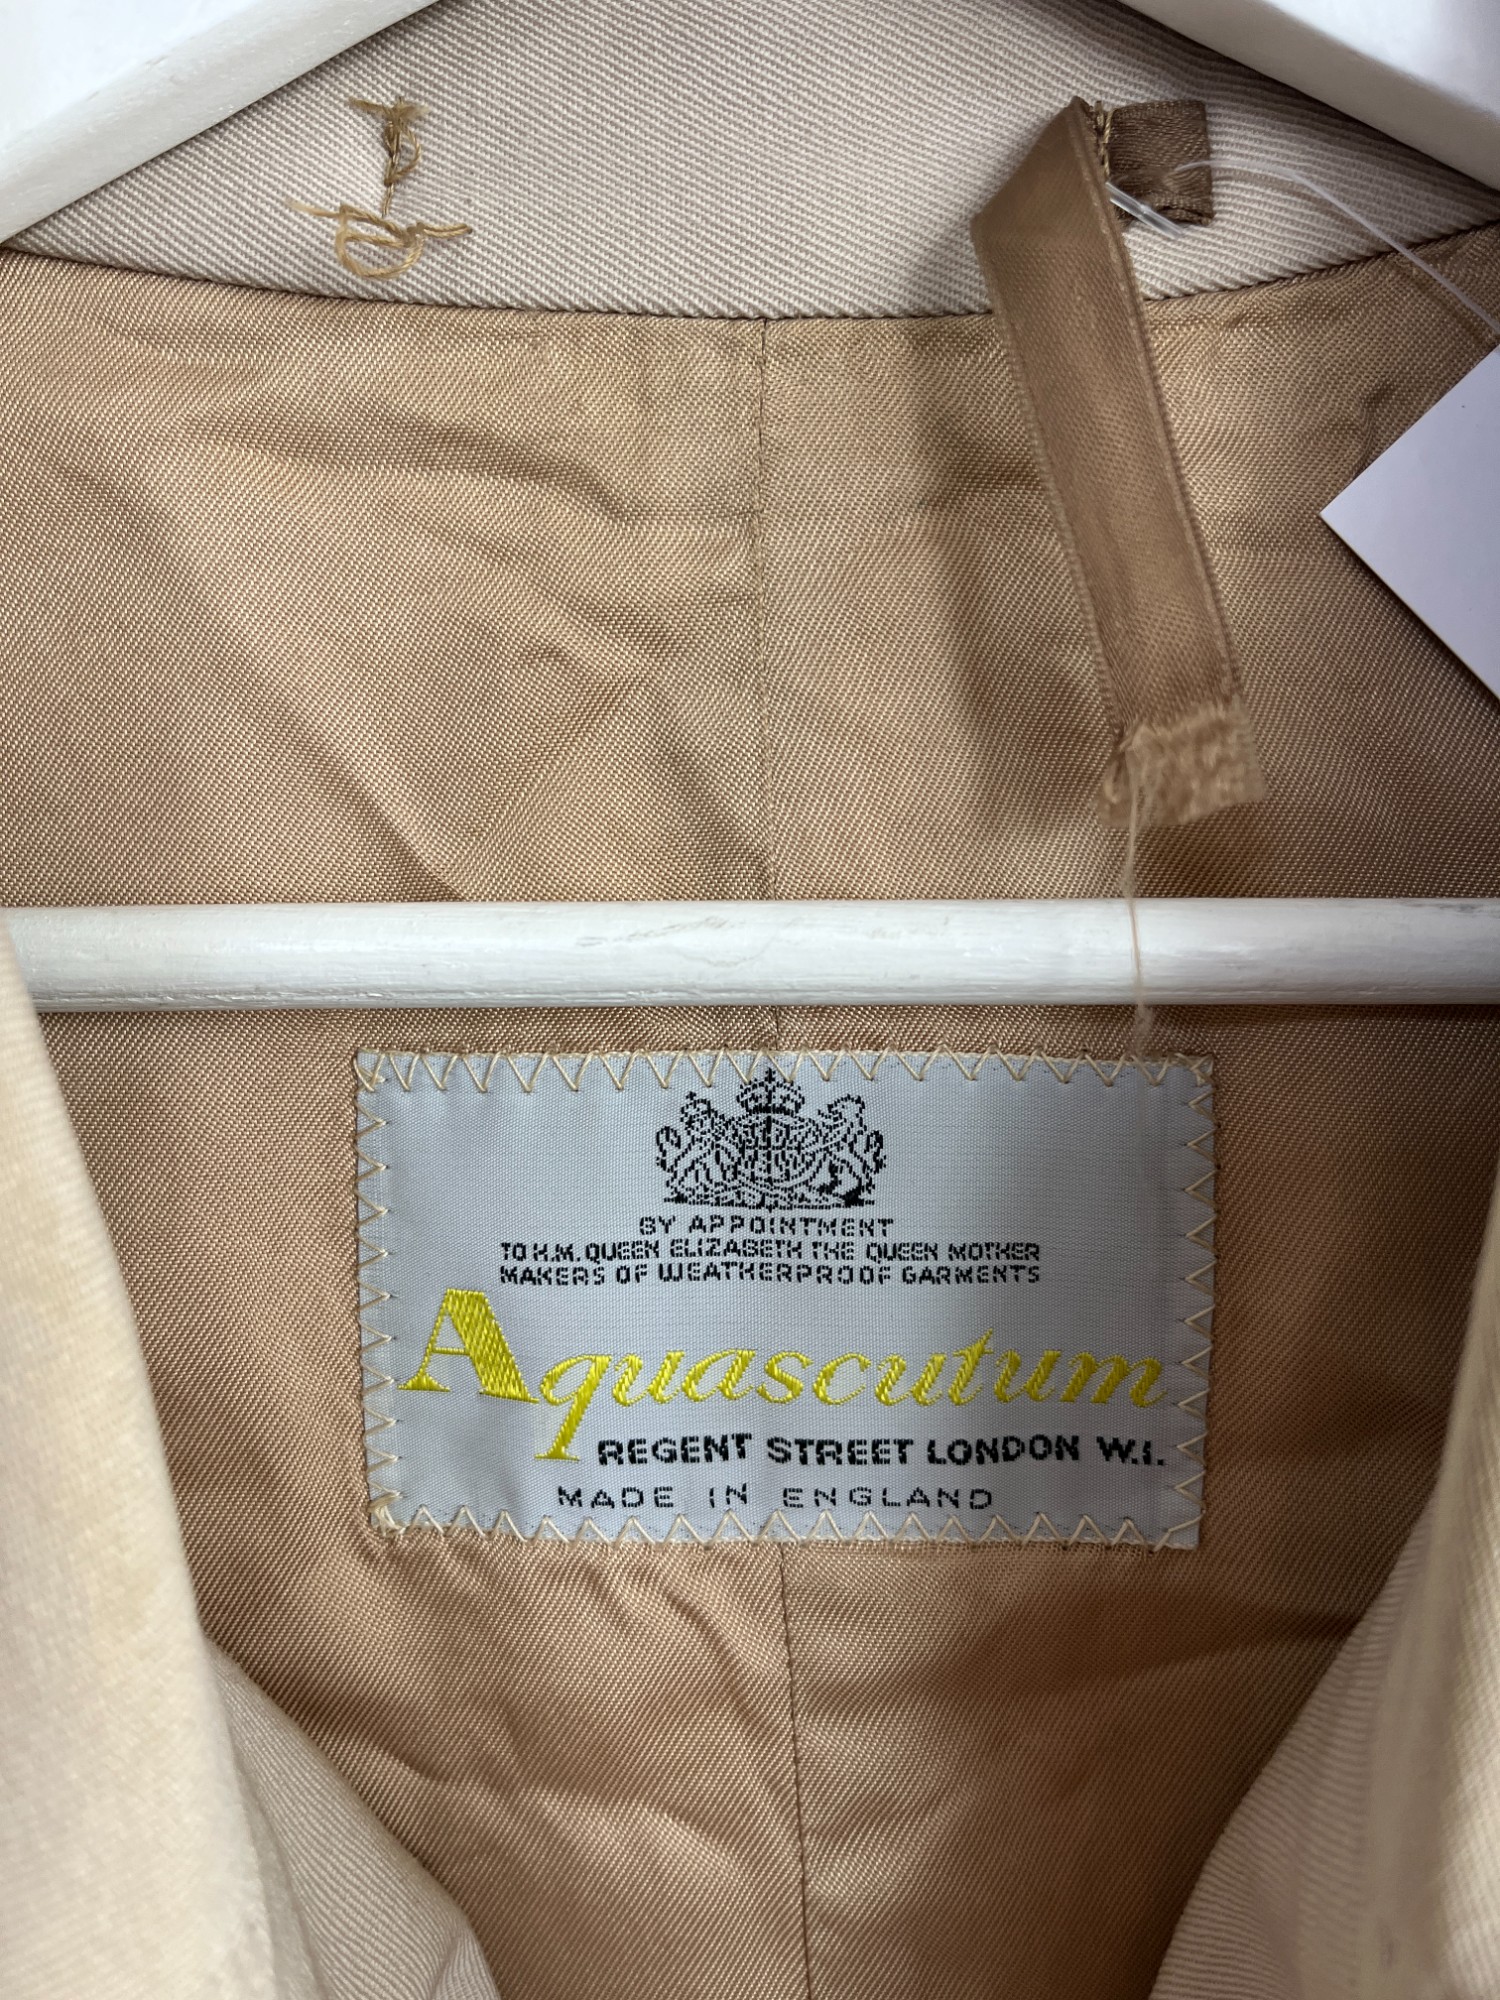 BY APPOINTMENT
TO H.M. QUEEN ELIZABETH THE QUEEN MOTHER
MAKERS OF WEATHERPROOF GARMENTS
Aquascutum
REGENT STREET LONDON W.I.
MADE IN ENGLAND